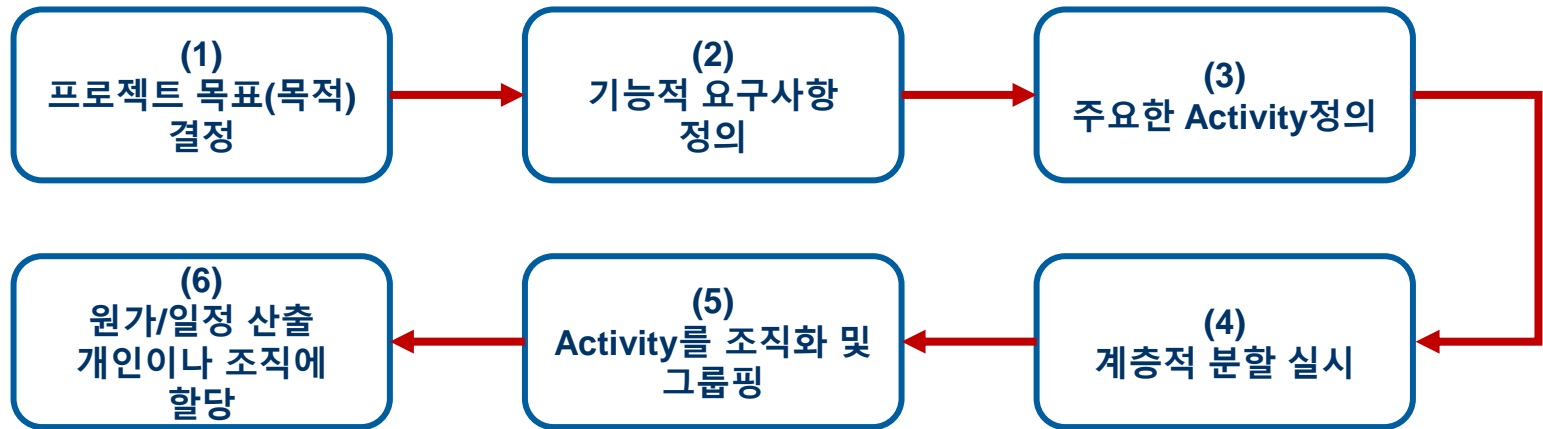 (1)
프로젝트 목표(목적)
결정
(2)
기능적 요구사항
정의
(3)
주요한 Activity정의
(4)
계층적 분할 실시
(5)
Activity를 조직화 및
그룹핑
(6)
원가/일정 산출
개인이나 조직에
할당